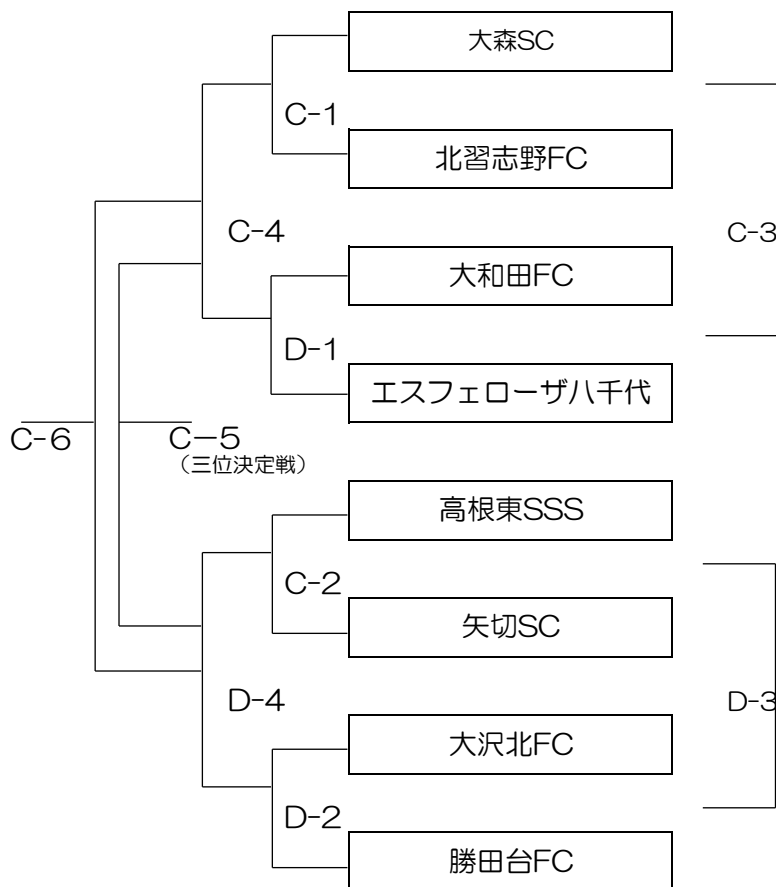 大森SC
C-1
北習志野FC
C-4
C-3
大和田FC
D-1
エスフェローザ八千代
C-6
C－5
（三位決定戦）
高根東SSS
C-2
矢切SC
D-4
D-3
大沢北FC
D-2
勝田台FC